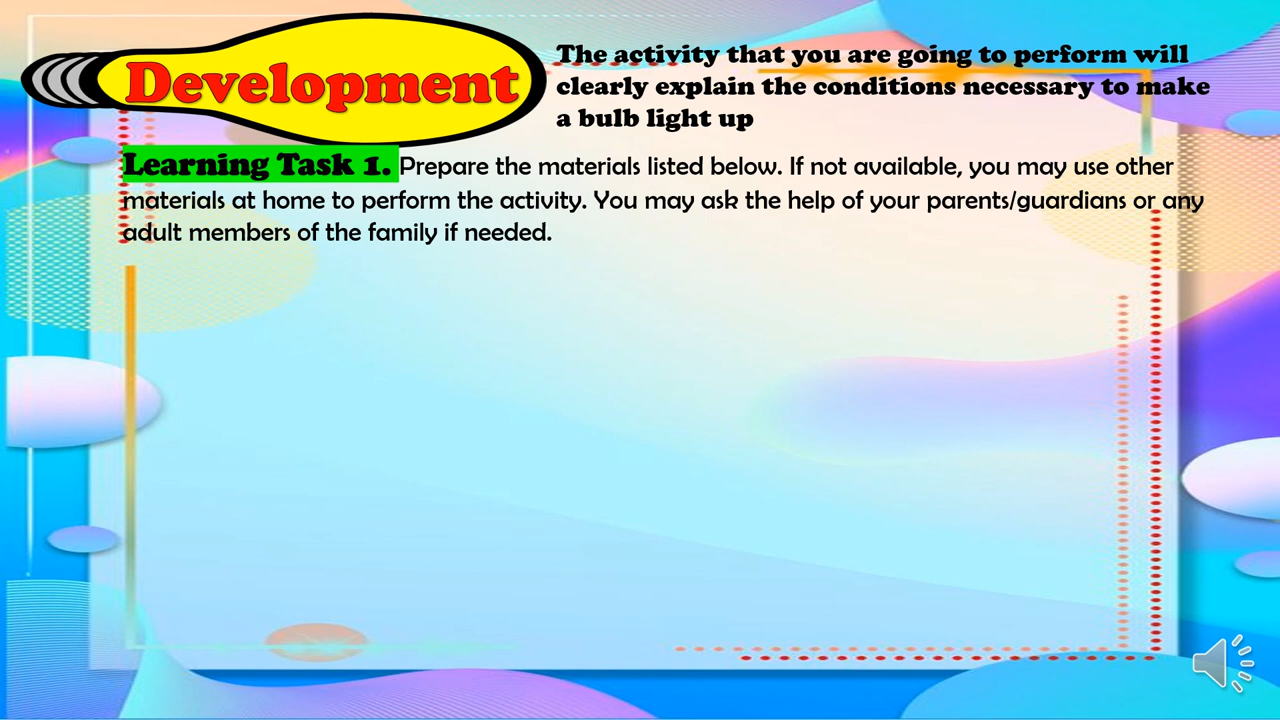 Development
The activity that you are going to perform will
clearly explain the conditions necessary to make
a bulb light up
Learning Task 1. Prepare the materials listed below. If not available, you may use other
materials at home to perform the activity. You may ask the help of your parents/guardians or any
adult members of the family if needed.